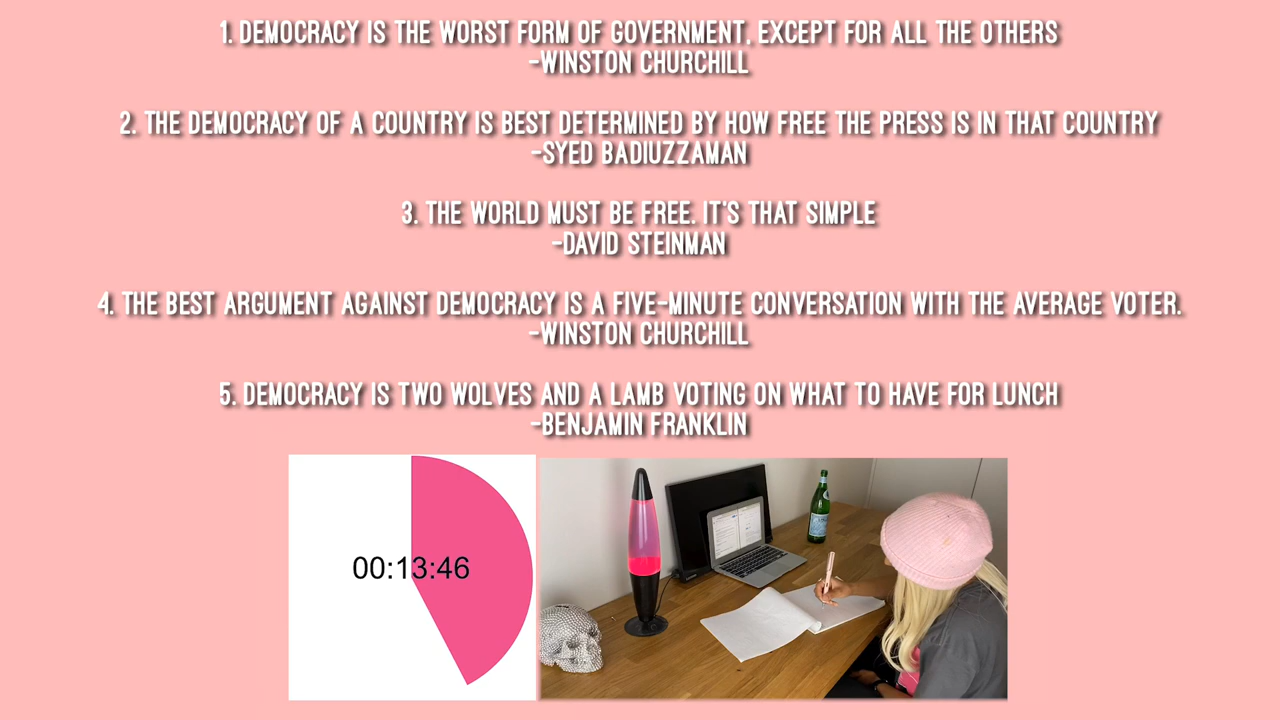 1. DEMOCRACY IS THE WORST FORM OF GOVERNMENT, EXCEPT FOR ALL THE OTHERS
-WINSTON CHURCHILL
2. THE DEMOCRACY OF A COUNTRY IS BEST DETERMINED BY HOW FREE THE PRESS IS IN THAT COUNTRY
-SYED BADIUZZAMAN
3. THE WORLD MUST BE FREE. IT'S THAT SIMPLE
-DAVID STEINMAN
4. THE BEST ARGUMENT AGAINST DEMOCRACY IS A FIVE-MINUTE CONVERSATION WITH THE AVERAGE VOTER.
-WINSTON CHURCHILL
5. DEMOCRACY IS TWO WOLVES AND A LAMB VOTING ON WHAT TO HAVE FOR LUNCH
-BENJAMIN FRANKLIN
00:13:46